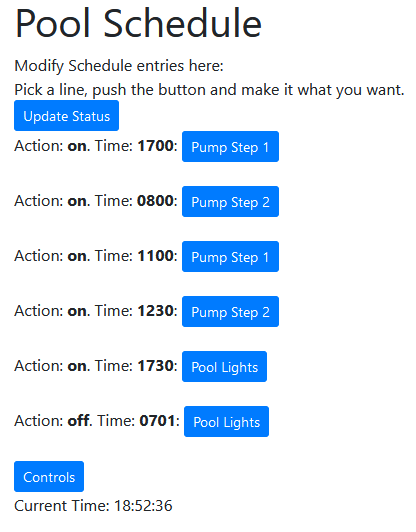 Pool Schedule
Modify Schedule entries here:
Pick a line, push the button and make it what you want.
Update Status
Action: on. Time: 1700: Pump Step 1
Action: on. Time: 0800: Pump Step 2
Action: on. Time: 1100: Pump Step 1
Action: on. Time: 1230: Pump Step 2
Action: on. Time: 1730: Pool Lights
Action: off. Time: 0701: Pool Lights
Controls
Current Time: 18:52:36